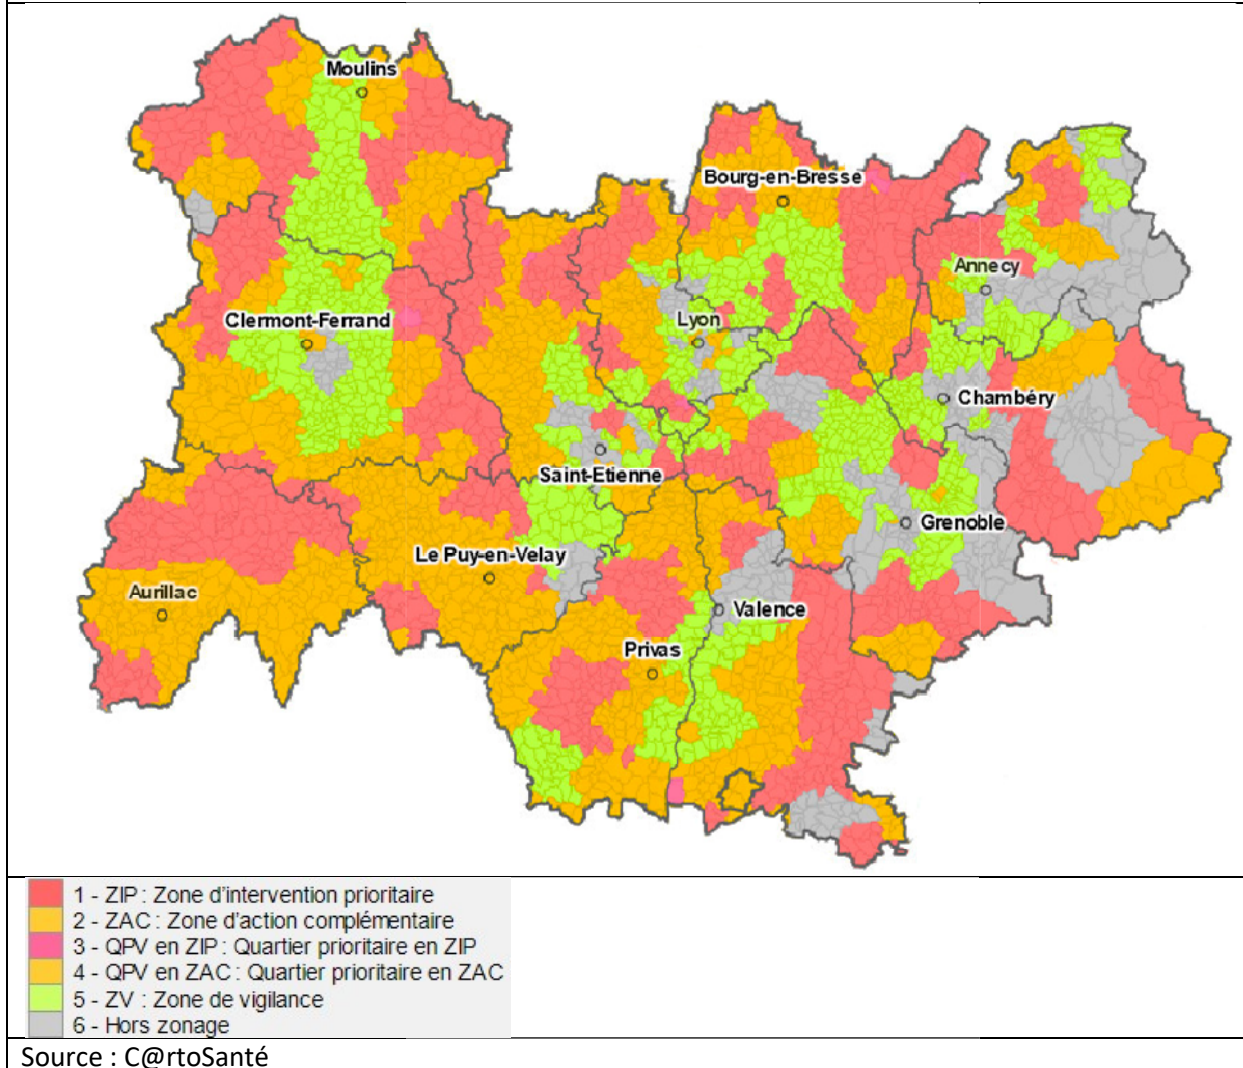 Moulins
Bourg-en-Bresse
Annecy
Clermont-Ferrand
Lyon
Chambéry
Saint-Etienne
Grenoble
Le Puy-en-Velay
Aurillac
Valence
Privas
1 - ZIP : Zone d'intervention prioritaire
2 - ZAC : Zone d'action complémentaire
3 - QPV en ZIP : Quartier prioritaire en ZIP
4 - QPV en ZAC : Quartier prioritaire en ZAC
5 - ZV : Zone de vigilance
6 - Hors zonage
Source : C@rtoSanté